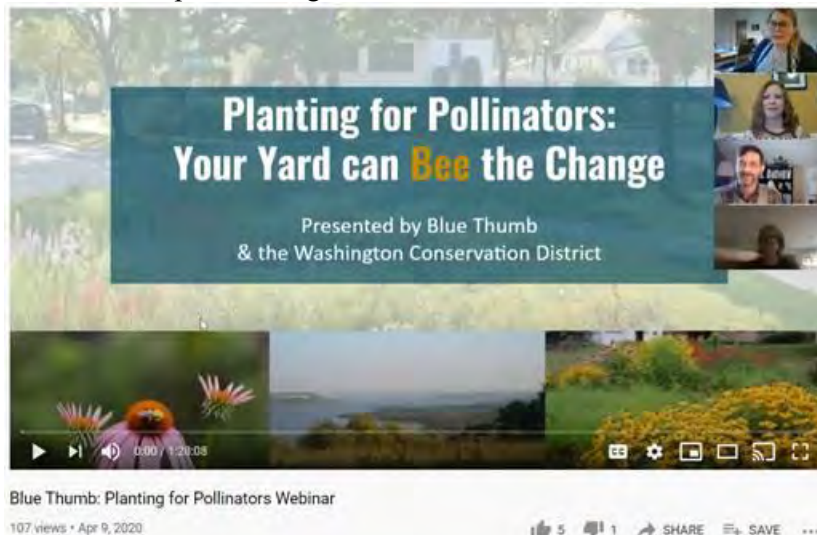 Planting for Pollinators:
Your Yard can Bee the Change
Presented by Blue Thumb
& the Washington Conservation District
0:00 / 1:28:08
Blue Thumb: Planting for Pollinators Webinar
107 views • Apr 9, 2020
5 1 SHARE SAVE ...